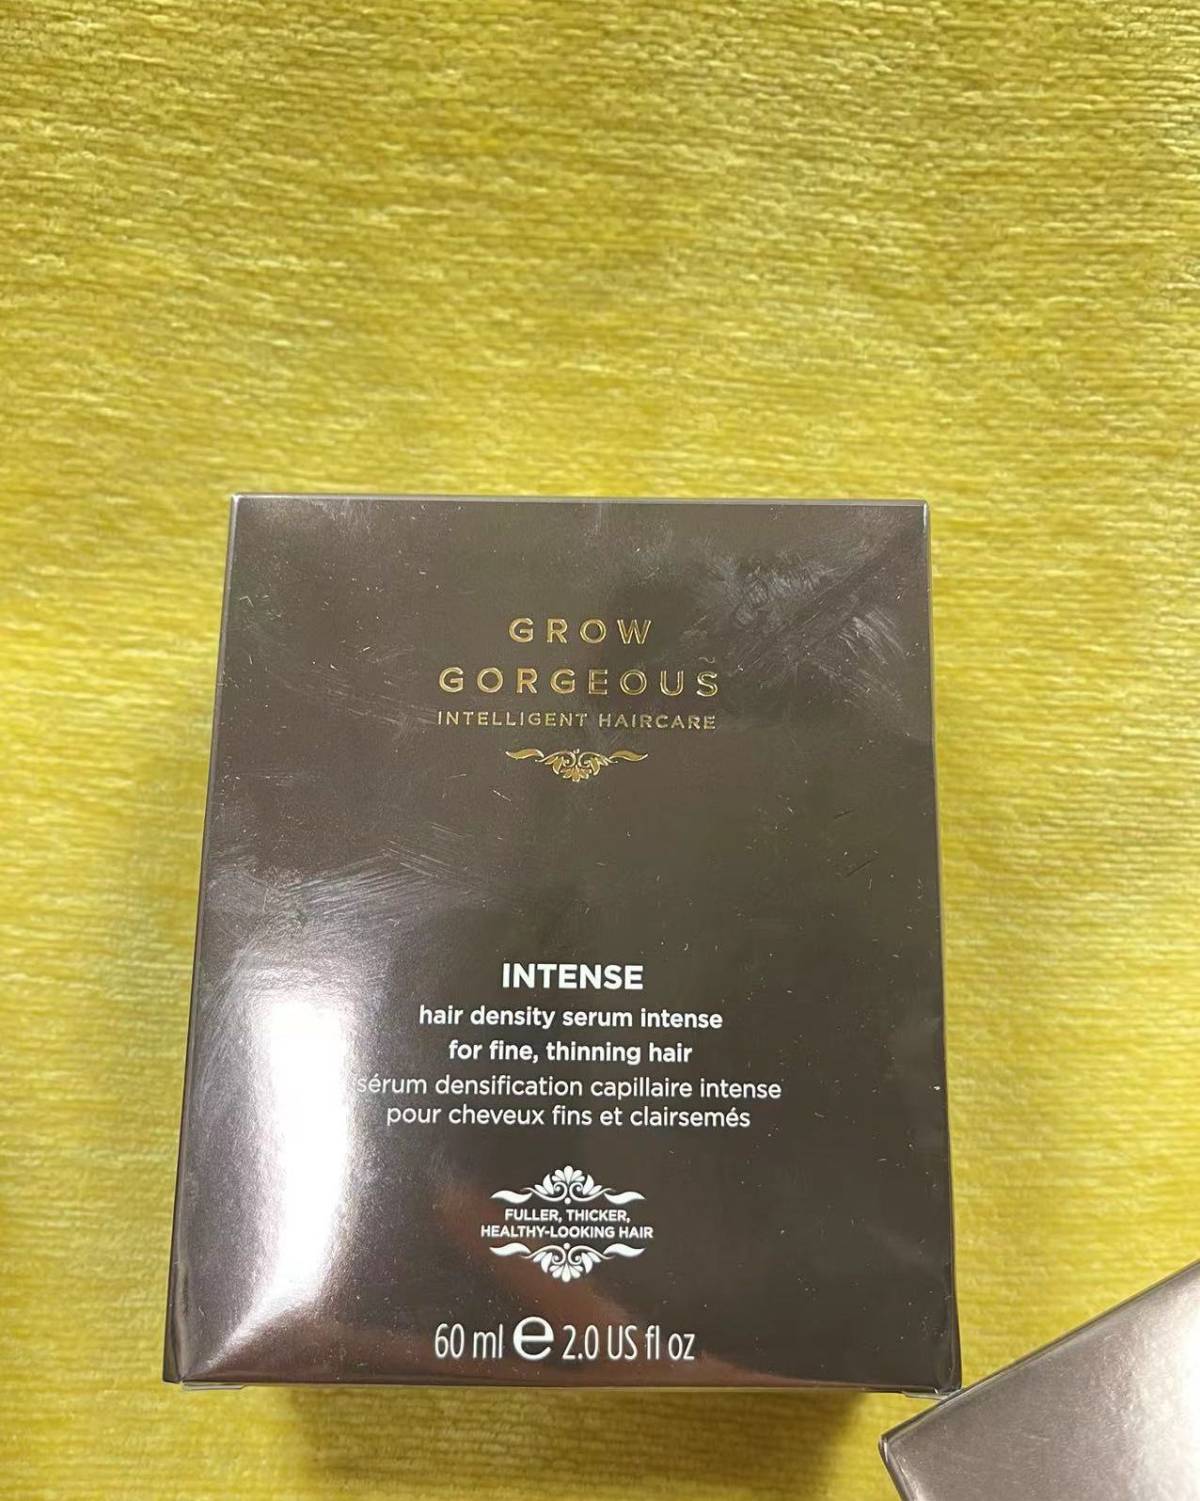 GROW
GORGEOUS
INTELLIGENT HAIRCARE
INTENSE
hair density serum intense
for fine, thinning hair
sérum densification capillaire intense
pour cheveux fins et clairsemés
FULLER, THICKER,
HEALTHY-LOOKING HAIR
60 ml e 2.0 US fl oz